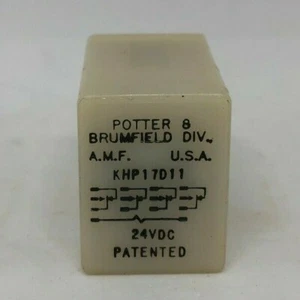 POTTER &
BRUMFIELD DIV.
A.M.F. U.S.A.
KHP17D11
24VDC
PATENTED